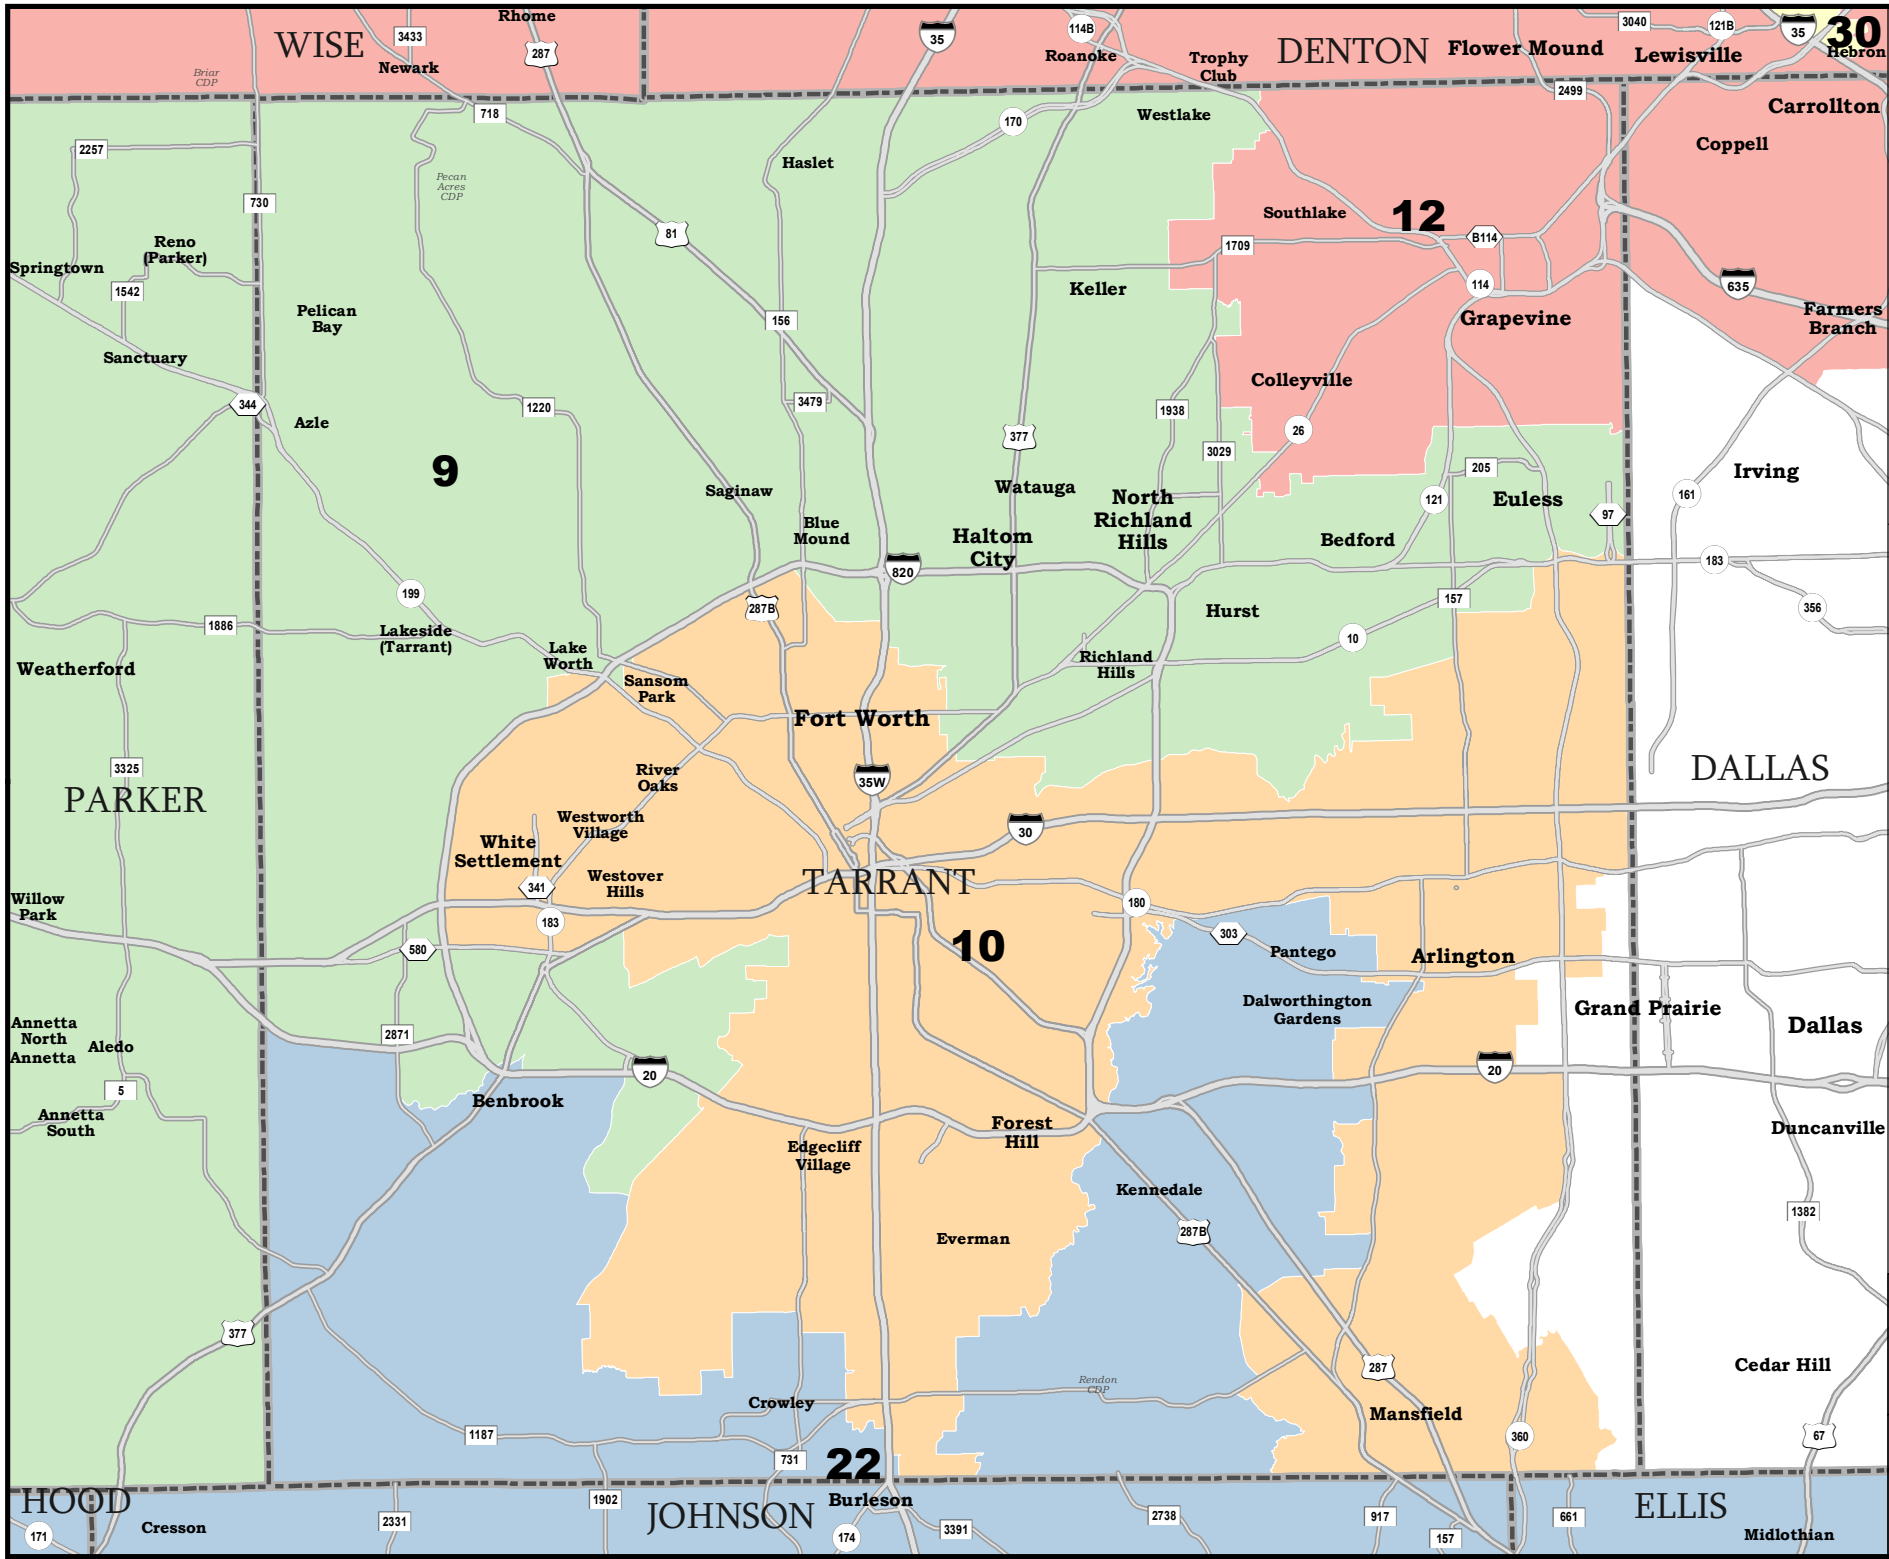 Rhome
WISE
3433
287
Newark
Briar
CDP
35
114B
Roanoke
Trophy
Club
DENTON
Flower Mound
3040
121B
Lewisville
35
30
Hebron
718
170
Westlake
2499
Carrollton
Coppell
2257
Haslet
Pecan
Acres
CDP
730
81
Southlake
12
B114
1709
Reno
(Parker)
Springtown
1542
Keller
114
635
Pelican
Bay
156
Grapevine
Farmers
Branch
Sanctuary
Colleyville
344
Azle
1220
3479
377
1938
26
3029
9
Saginaw
Watauga
North
Richland
Hills
205
121
Euless
97
161
Irving
Blue
Mound
Haltom
City
Bedford
183
820
199
287B
157
356
1886
Lakeside
(Tarrant)
Hurst
10
Lake
Worth
Weatherford
Sansom
Park
Richland
Hills
Fort Worth
3325
PARKER
River
Oaks
35W
DALLAS
Westworth
Village
White
Settlement
30
341
Westover
Hills
TARRANT
Willow
Park
183
180
303
580
10
Pantego
Arlington
Dalworthington
Gardens
Grand Prairie
Dallas
Annetta
North
Annetta
Aledo
2871
5
20
20
Benbrook
Annetta
South
Forest
Hill
Edgecliff
Village
Duncanville
Kennedale
287B
1382
Everman
377
287
Cedar Hill
Rendon
CDP
Crowley
Mansfield
1187
731
22
360
67
HOOD
171
Cresson
2331
1902
JOHNSON
Burleson
174
3391
2738
917
157
661
ELLIS
Midlothian